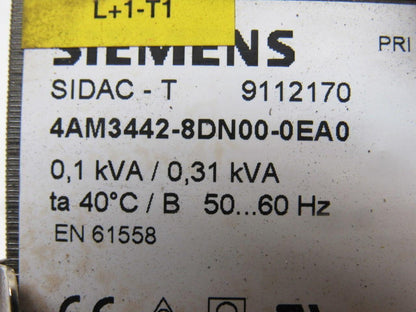 L+1-T1
SIEMENS
PRI
SIDAC - T 9112170
4AM3442-8DN00-0EA0
0,1 kVA / 0,31 kVA
ta 40°C / B 50...60 Hz
EN 61558